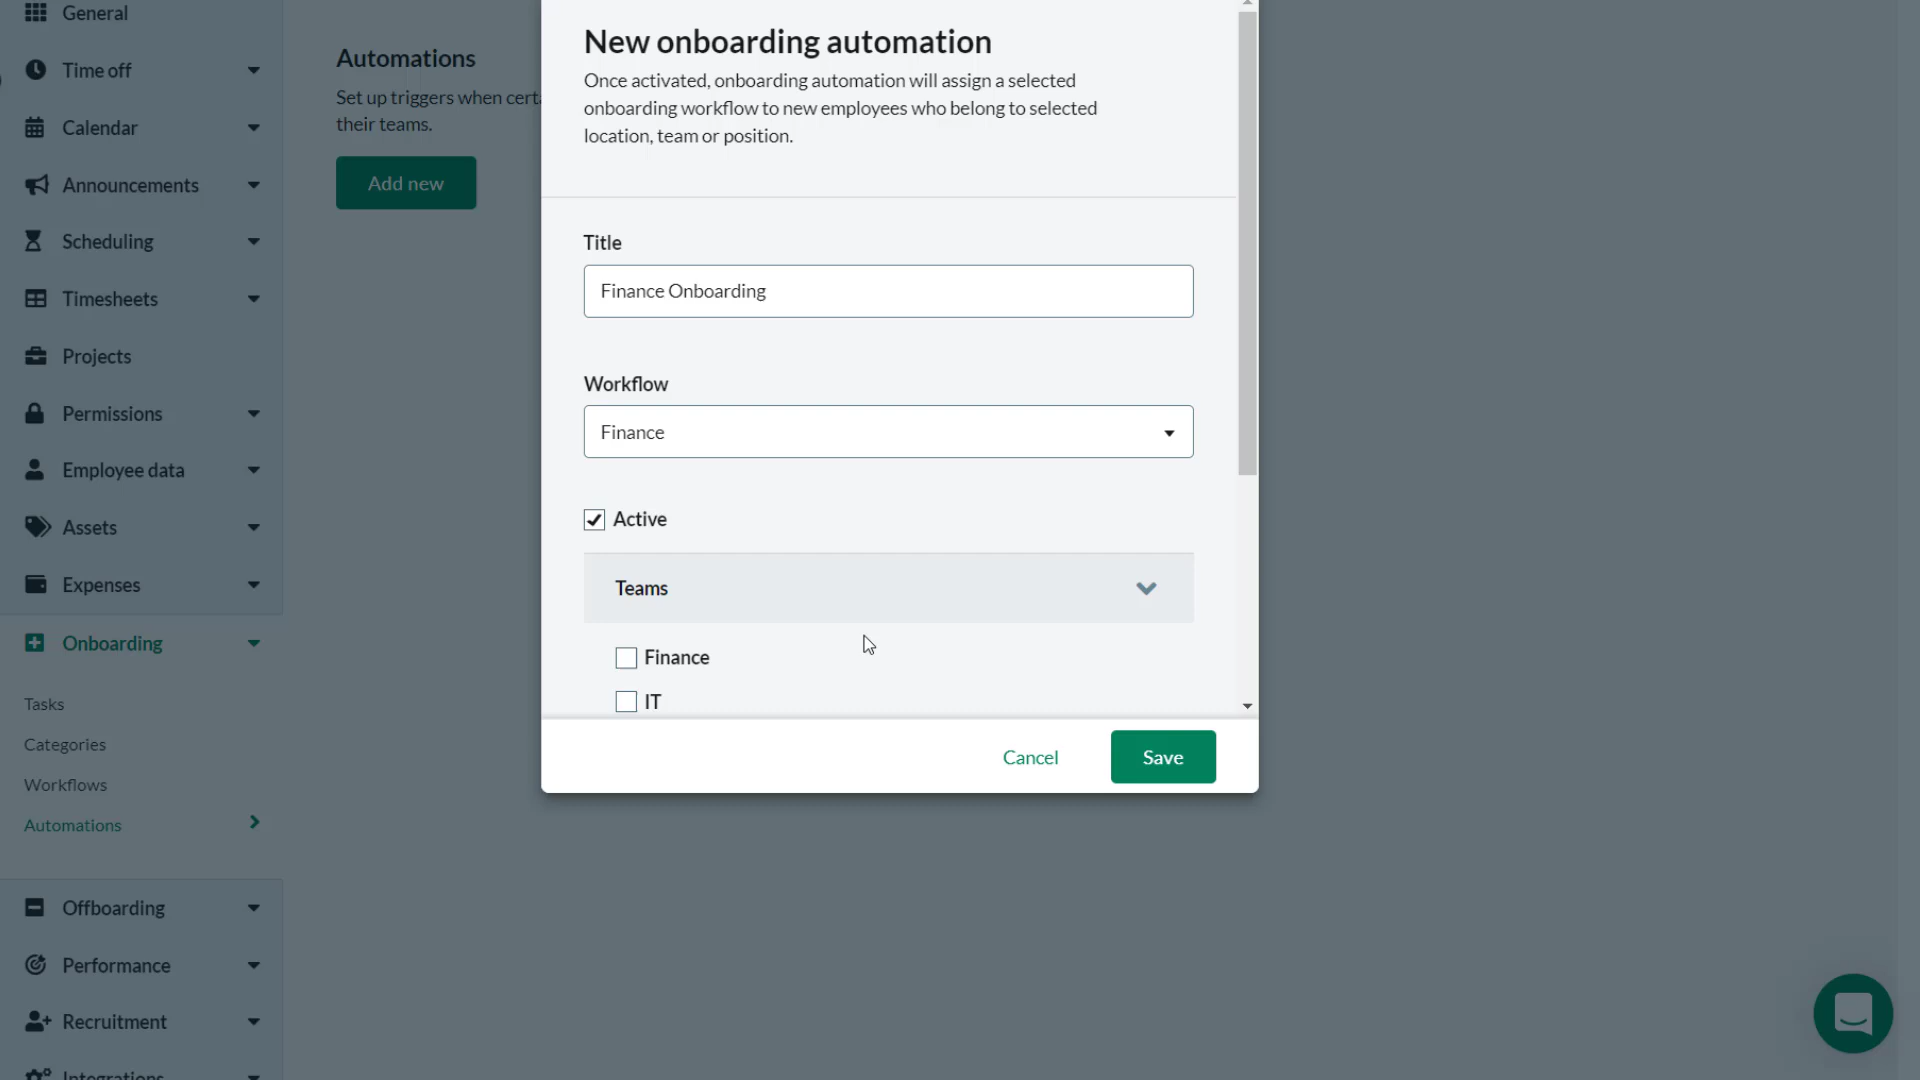 General
Time off
Calendar
Announcements
Scheduling
Timesheets
Projects
Permissions
Employee data
Assets
Expenses
Onboarding
Tasks
Categories
Workflows
Automations
Offboarding
Performance
Recruitment
Integrations
Automations
Set up triggers when certa
their teams.
Add new
New onboarding automation
Once activated, onboarding automation will assign a selected
onboarding workflow to new employees who belong to selected
location, team or position.
Title
Finance Onboarding
Workflow
Finance
Active
Teams
Finance
IT
Cancel
Save